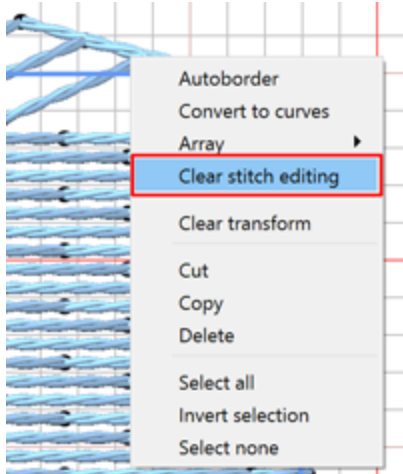 Autoborder
Convert to curves
Array
Clear stitch editing
Clear transform
Cut
Copy
Delete
Select all
Invert selection
Select none